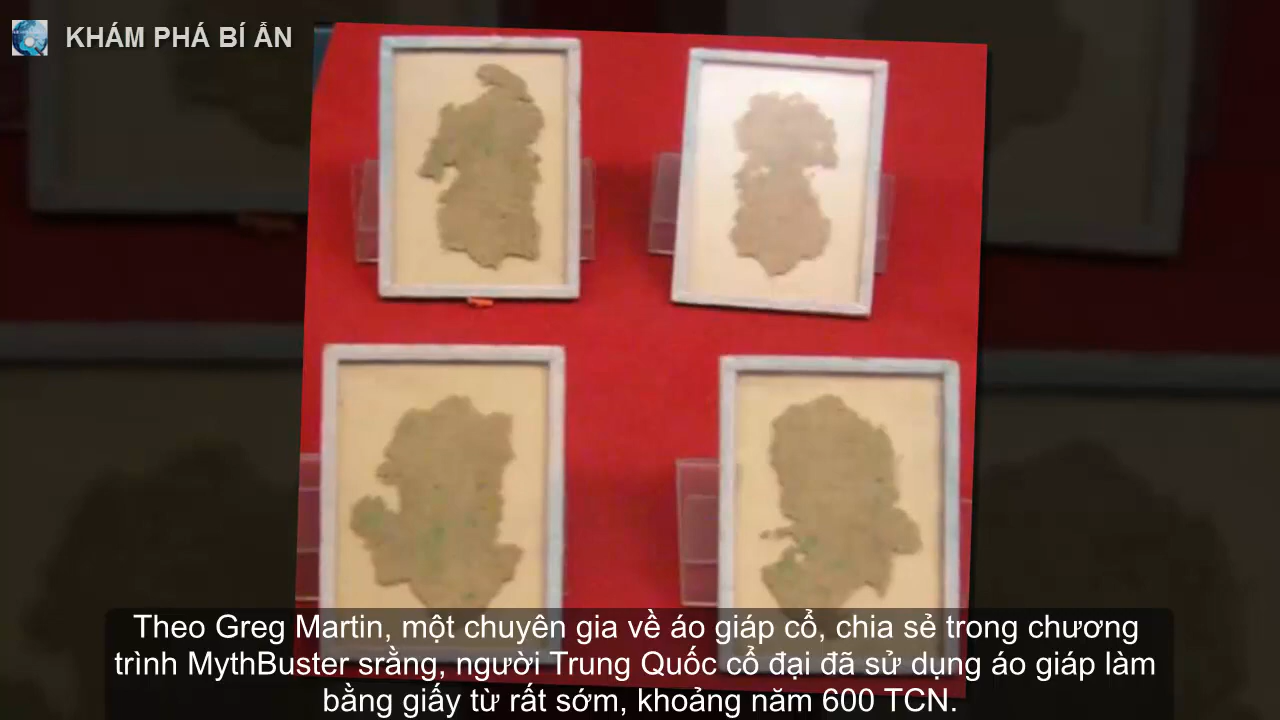 KHÁM PHÁ BÍ ẨN
Theo Greg Martin, một chuyên gia về áo giáp cổ, chia sẻ trong chương
trình MythBuster srằng, người Trung Quốc cổ đại đã sử dụng áo giáp làm
bằng giấy từ rất sớm, khoảng năm 600 TCN.